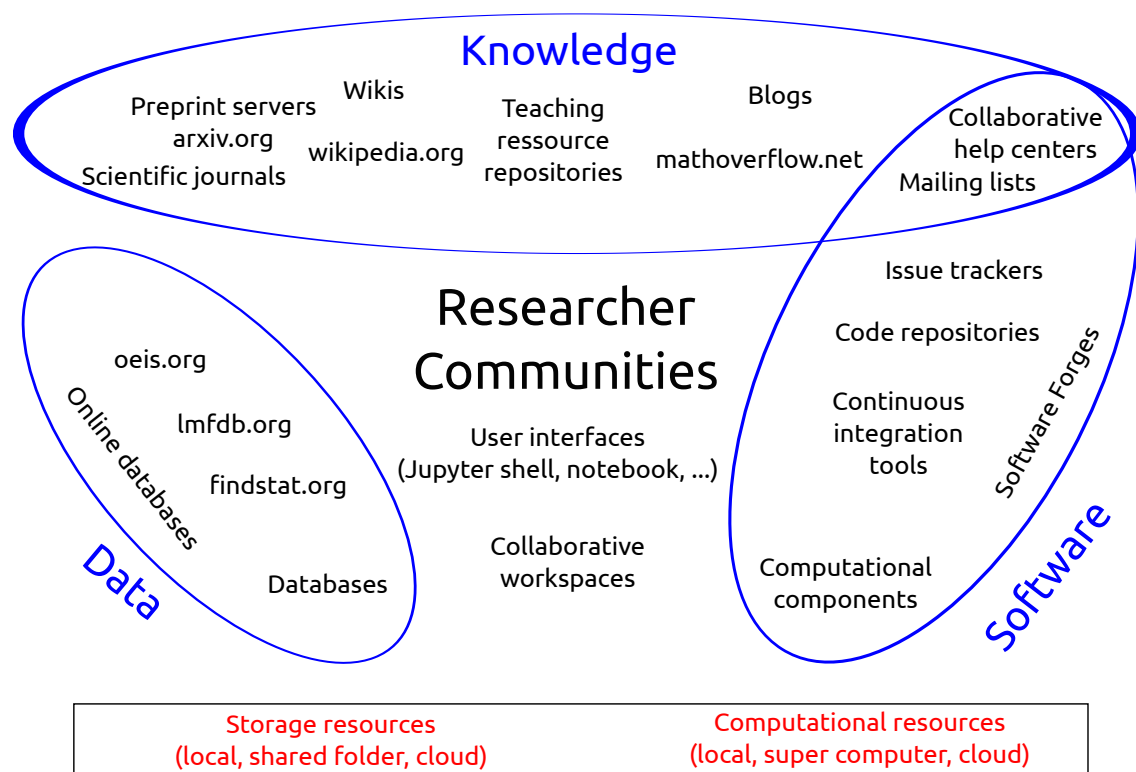 Knowledge
Preprint servers
arxiv.org
Scientific journals
Wikis
wikipedia.org
Teaching
ressource
repositories
Blogs
mathoverflow.net
Collaborative
help centers
Mailing lists
Issue trackers
Code repositories
Continuous
integration
tools
Software Forges
Computational
components
Software
Researcher
Communities
User interfaces
(Jupyter shell, notebook, ...)
Collaborative
workspaces
oeis.org
lmfdb.org
findstat.org
Online databases
Databases
Data
Storage resources
(local, shared folder, cloud)
Computational resources
(local, super computer, cloud)